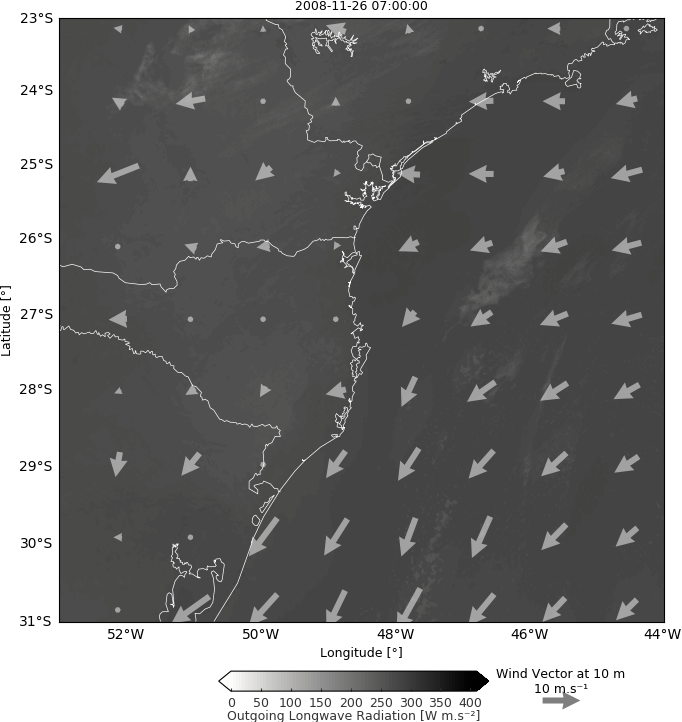 2008-11-26 07:00:00
23°S
24°S
25°S
26°S
27°S
28°S
29°S
30°S
31°S
Latitude [°]
52°W 50°W 48°W 46°W 44°W
Longitude [°]
0 50 100 150 200 250 300 350 400
Outgoing Longwave Radiation [W m.s⁻²]
Wind Vector at 10 m
10 m.s⁻¹